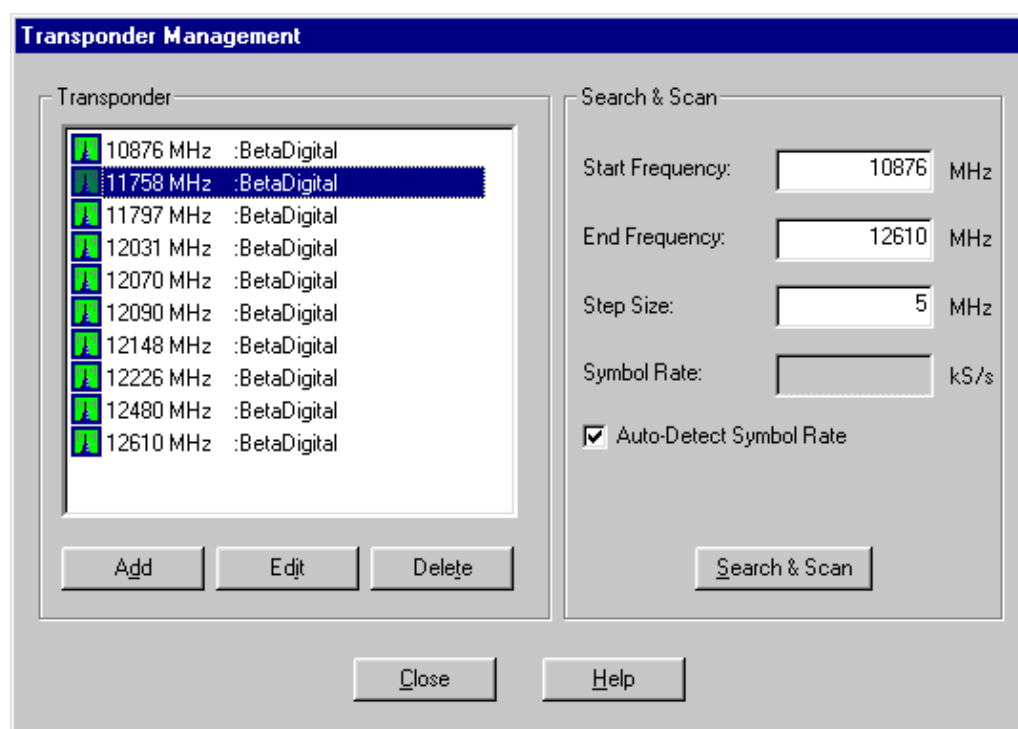 Transponder Management
Transponder
10876 MHz :BetaDigital
11758 MHz :BetaDigital
11797 MHz :BetaDigital
12031 MHz :BetaDigital
12070 MHz :BetaDigital
12090 MHz :BetaDigital
12148 MHz :BetaDigital
12226 MHz :BetaDigital
12480 MHz :BetaDigital
12610 MHz :BetaDigital
Add Edit Delete
Search & Scan
Start Frequency: 10876 MHz
End Frequency: 12610 MHz
Step Size: 5 MHz
Symbol Rate: kS/s
Auto-Detect Symbol Rate
Search & Scan
Close Help